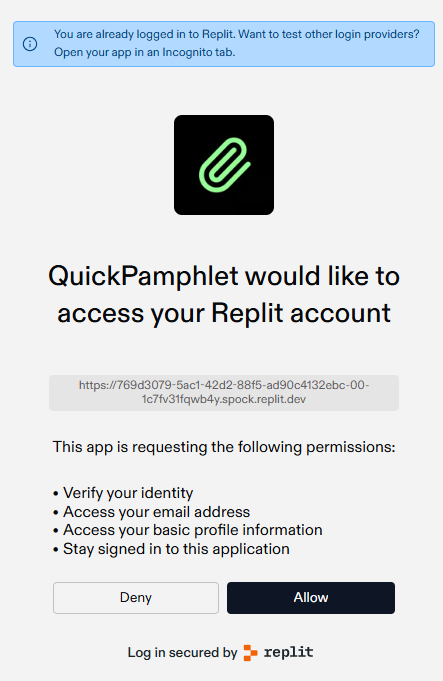 You are already logged in to Replit. Want to test other login providers?
Open your app in an Incognito tab.
QuickPamphlet would like to
access your Replit account
https://769d3079-5ac1-42d2-88f5-ad90c4132ebc-00-
1c7fv31fqwb4y.spock.replit.dev
This app is requesting the following permissions:
• Verify your identity
• Access your email address
• Access your basic profile information
• Stay signed in to this application
Deny
Allow
Log in secured by replit